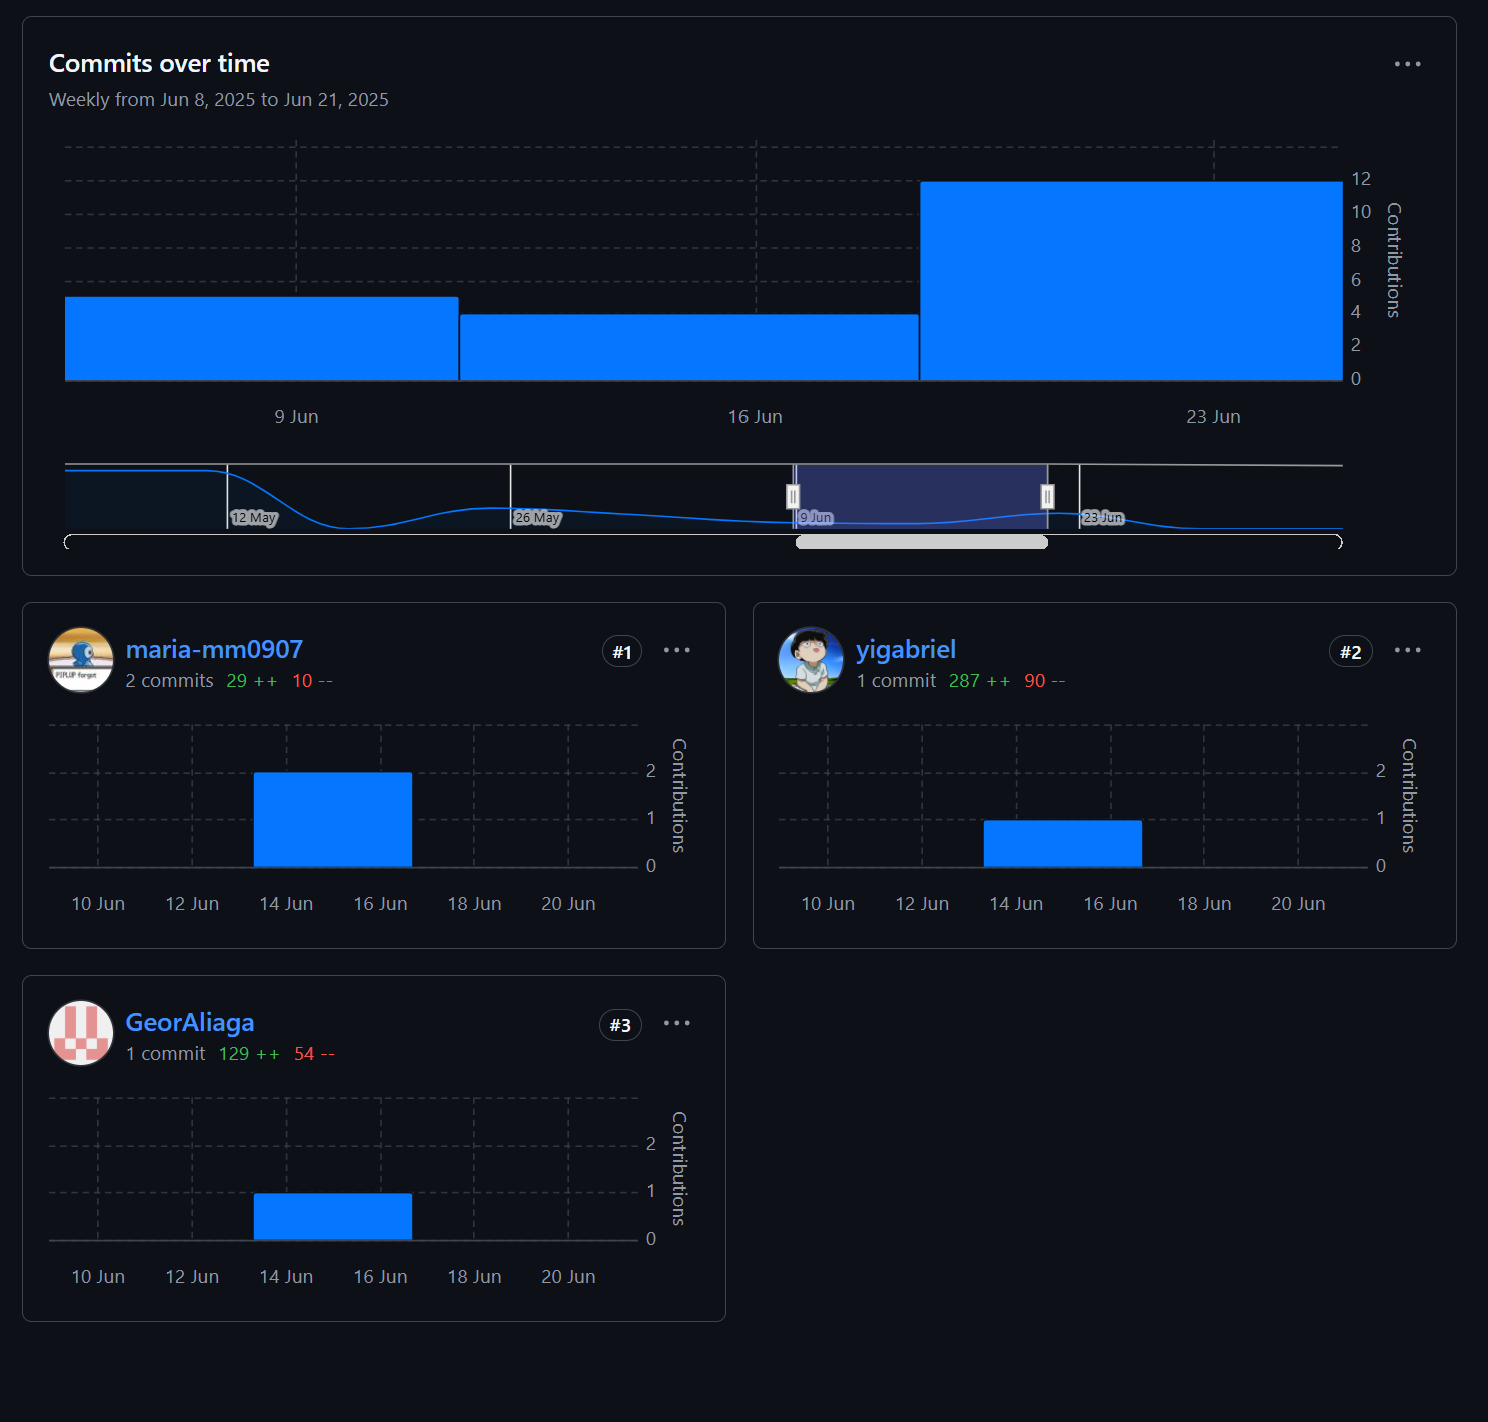 Commits over time
Weekly from Jun 8, 2025 to Jun 21, 2025
12
10
8
6
4
2
0
Contributions
9 Jun
16 Jun
23 Jun
12 May
26 May
9 Jun
23 Jun
maria-mm0907
#1
2 commits 29 ++ 10 --
PIPLUP forgot
2
1
0
Contributions
10 Jun 12 Jun 14 Jun 16 Jun 18 Jun 20 Jun
yigabriel
#2
1 commit 287 ++ 90 --
2
1
0
Contributions
10 Jun 12 Jun 14 Jun 16 Jun 18 Jun 20 Jun
GeorAliaga
#3
1 commit 129 ++ 54 --
2
1
0
Contributions
10 Jun 12 Jun 14 Jun 16 Jun 18 Jun 20 Jun